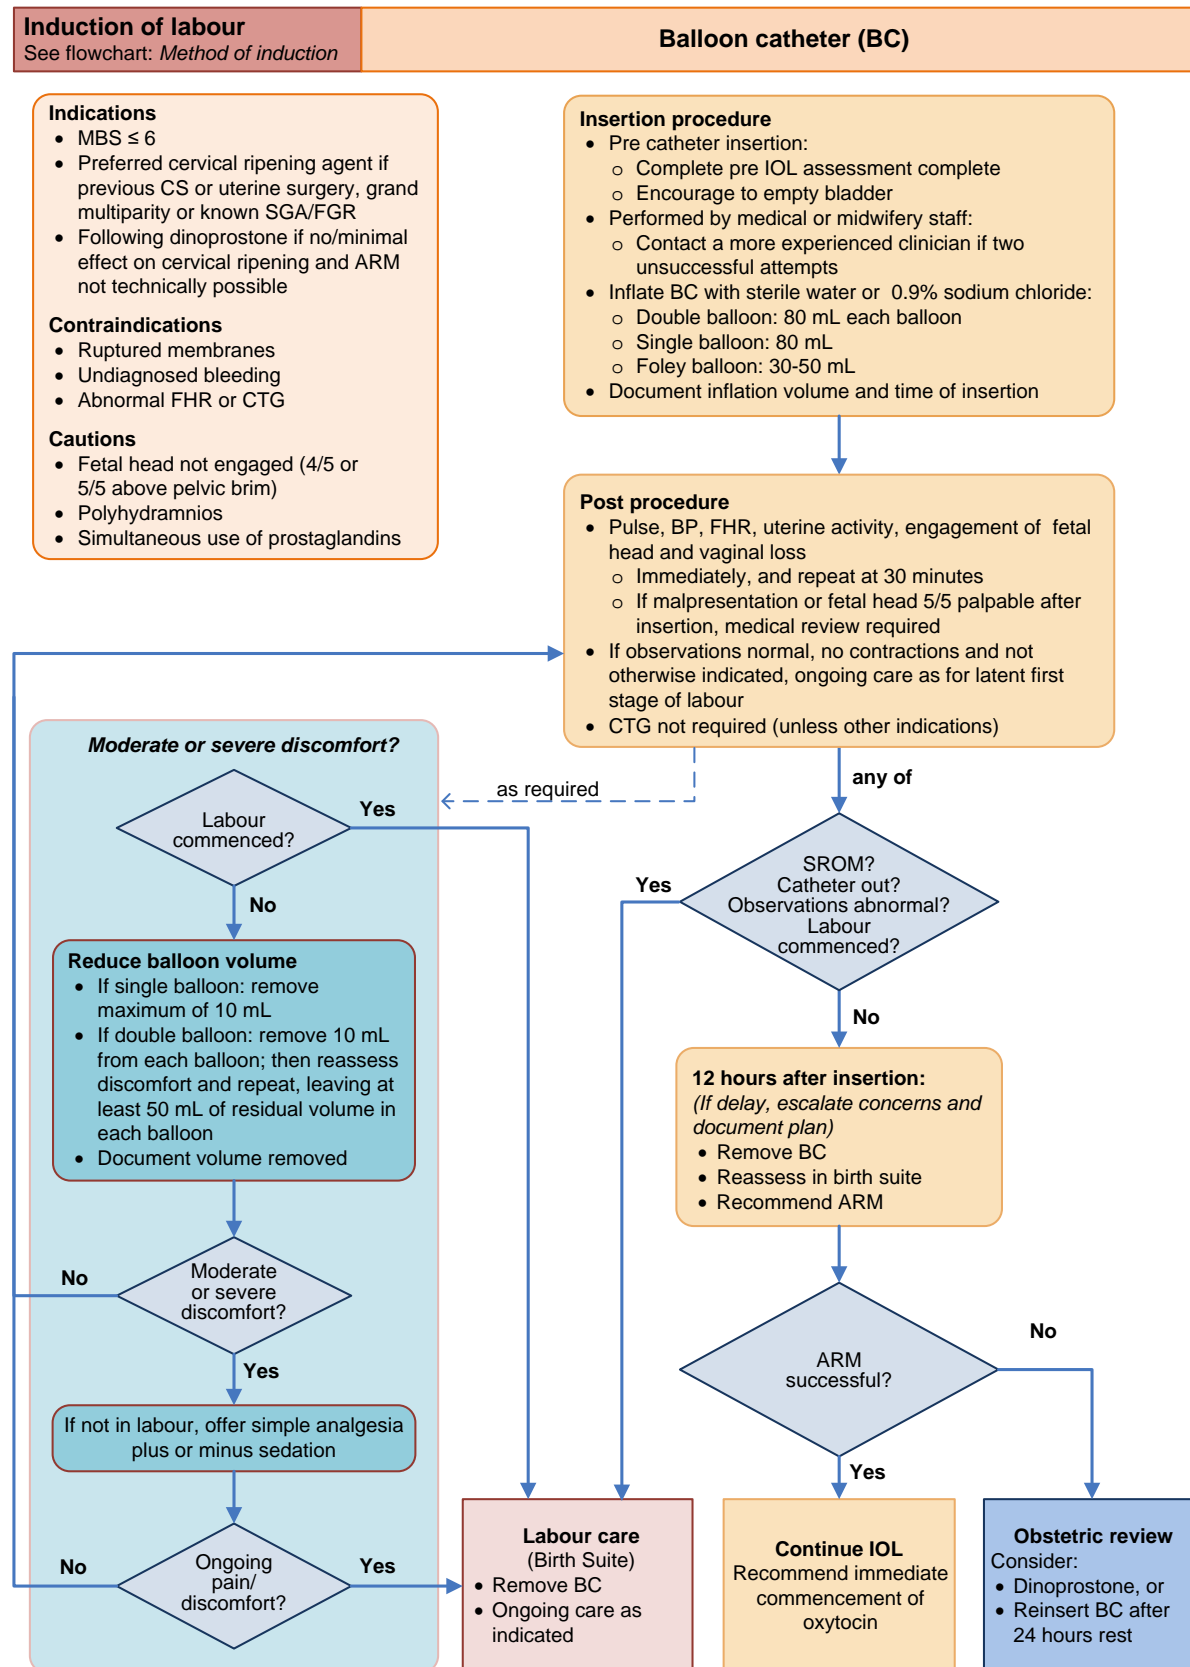 Induction of labour
See flowchart: Method of induction
Balloon catheter (BC)
Indications
• MBS ≤ 6
• Preferred cervical ripening agent if
previous CS or uterine surgery, grand
multiparity or known SGA/FGR
• Following dinoprostone if no/minimal
effect on cervical ripening and ARM
not technically possible
Contraindications
• Ruptured membranes
• Undiagnosed bleeding
• Abnormal FHR or CTG
Cautions
• Fetal head not engaged (4/5 or
5/5 above pelvic brim)
• Polyhydramnios
• Simultaneous use of prostaglandins
Insertion procedure
• Pre catheter insertion:
o Complete pre IOL assessment complete
o Encourage to empty bladder
• Performed by medical or midwifery staff:
o Contact a more experienced clinician if two
unsuccessful attempts
• Inflate BC with sterile water or 0.9% sodium chloride:
o Double balloon: 80 mL each balloon
o Single balloon: 80 mL
o Foley balloon: 30-50 mL
• Document inflation volume and time of insertion
Post procedure
• Pulse, BP, FHR, uterine activity, engagement of fetal
head and vaginal loss
o Immediately, and repeat at 30 minutes
o If malpresentation or fetal head 5/5 palpable after
insertion, medical review required
• If observations normal, no contractions and not
otherwise indicated, ongoing care as for latent first
stage of labour
• CTG not required (unless other indications)
as required
any of
Moderate or severe discomfort?
Labour
commenced?
Yes
No
Reduce balloon volume
• If single balloon: remove
maximum of 10 mL
• If double balloon: remove 10 mL
from each balloon; then reassess
discomfort and repeat, leaving at
least 50 mL of residual volume in
each balloon
• Document volume removed
Moderate
or severe
discomfort?
No
Yes
If not in labour, offer simple analgesia
plus or minus sedation
Ongoing
pain/
discomfort?
No
Yes
SROM?
Catheter out?
Observations abnormal?
Labour
commenced?
Yes
No
12 hours after insertion:
(If delay, escalate concerns and
document plan)
• Remove BC
• Reassess in birth suite
• Recommend ARM
ARM
successful?
No
Yes
Labour care
(Birth Suite)
• Remove BC
• Ongoing care as
indicated
Continue IOL
Recommend immediate
commencement of
oxytocin
Obstetric review
Consider:
• Dinoprostone, or
• Reinsert BC after
24 hours rest